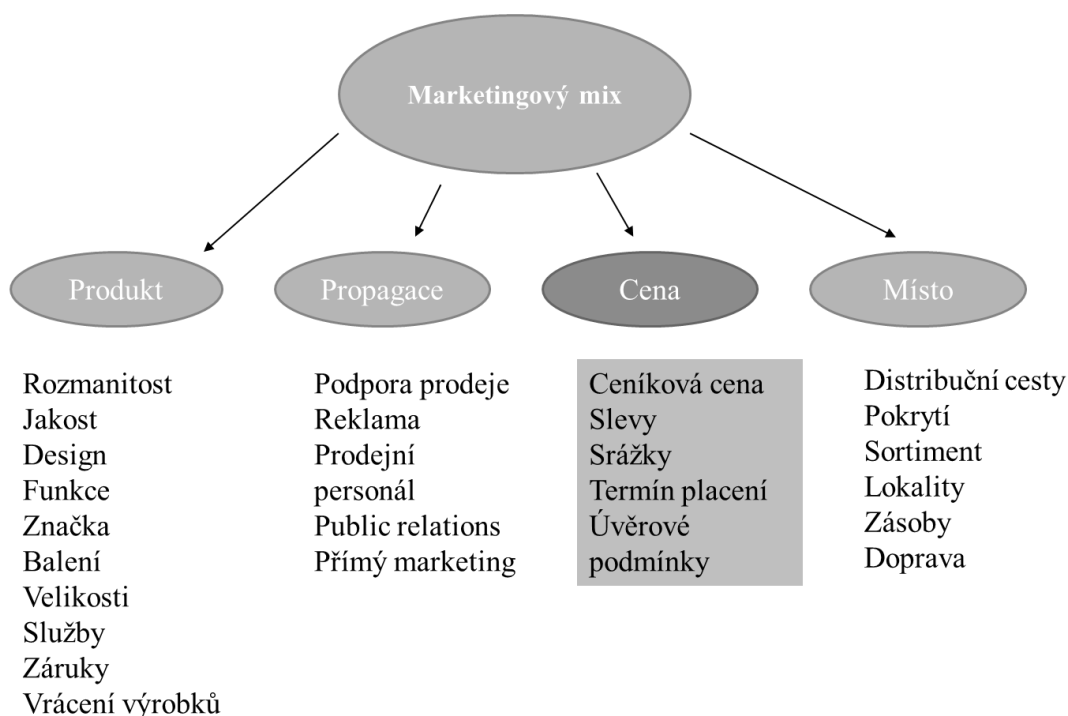 Marketingový mix
Produkt
Propagace
Cena
Místo
Rozmanitost
Jakost
Design
Funkce
Značka
Balení
Velikosti
Služby
Záruky
Vrácení výrobků
Podpora prodeje
Reklama
Prodejní
personál
Public relations
Přímý marketing
Ceníková cena
Slevy
Srážky
Termín placení
Úvěrové
podmínky
Distribuční cesty
Pokrytí
Sortiment
Lokality
Zásoby
Doprava